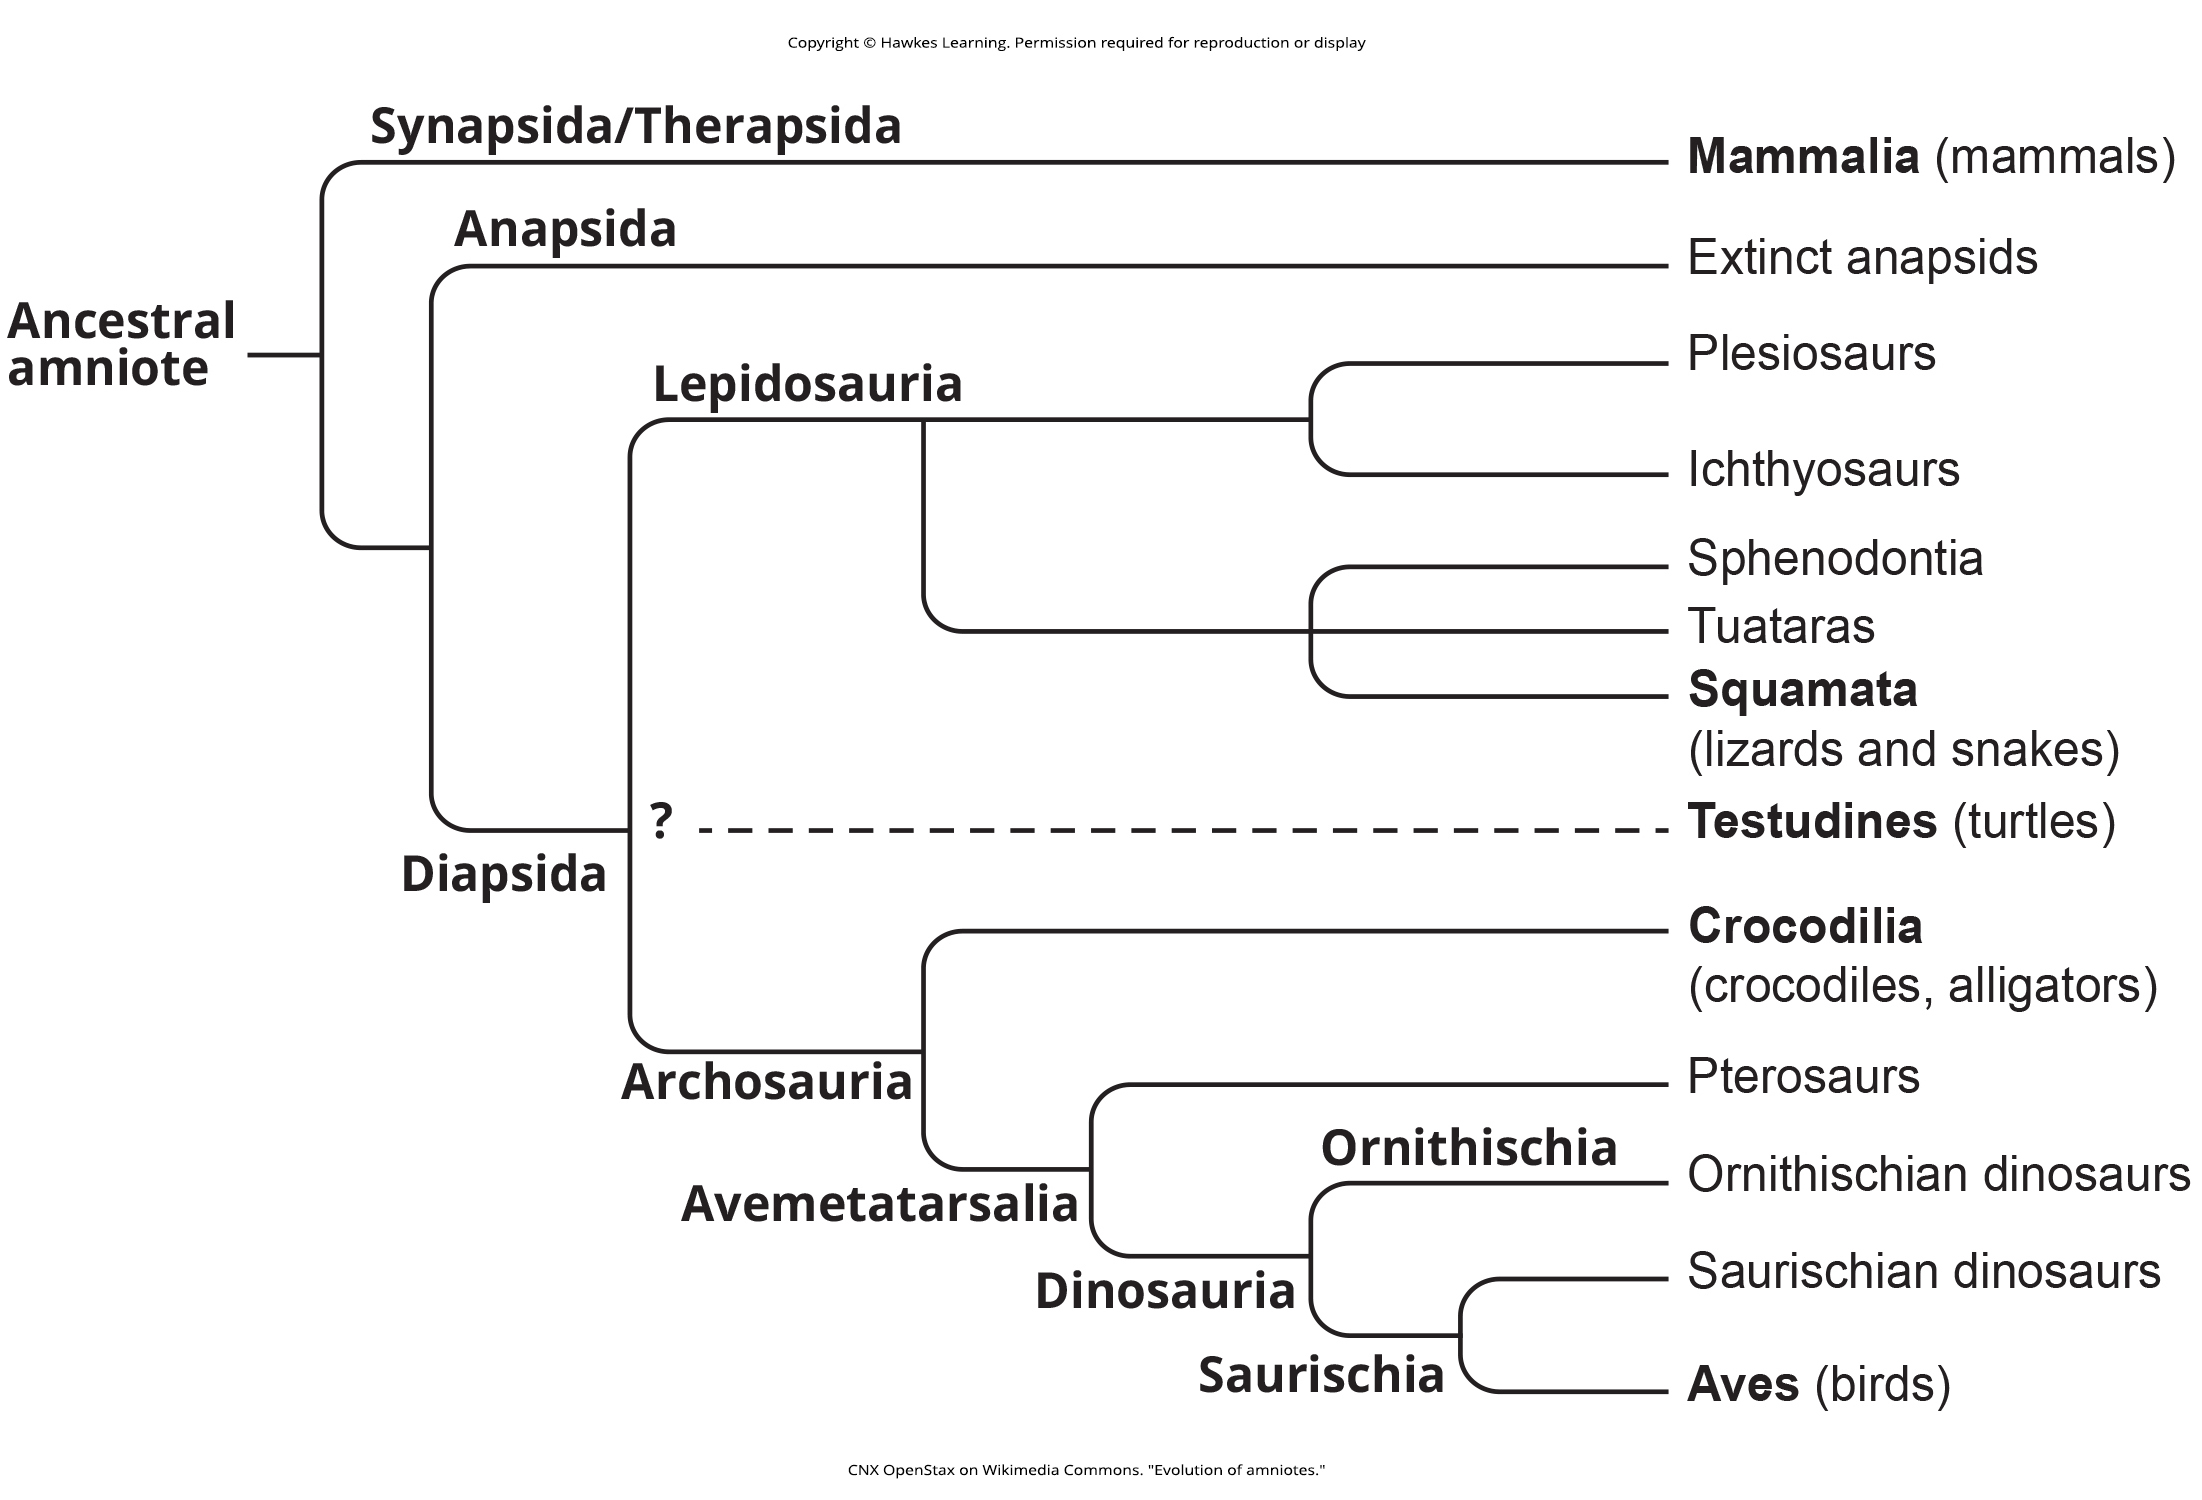 Copyright © Hawkes Learning. Permission required for reproduction or display
Synapsida/Therapsida
Mammalia (mammals)
Anapsida
Extinct anapsids
Ancestral
amniote
Plesiosaurs
Lepidosauria
Ichthyosaurs
Sphenodontia
Tuataras
Squamata
(lizards and snakes)
?
Testudines (turtles)
Diapsida
Crocodilia
(crocodiles, alligators)
Archosauria
Pterosaurs
Ornithischia
Ornithischian dinosaurs
Avemetatarsalia
Saurischian dinosaurs
Dinosauria
Saurischia
Aves (birds)
CNX OpenStax on Wikimedia Commons. "Evolution of amniotes."